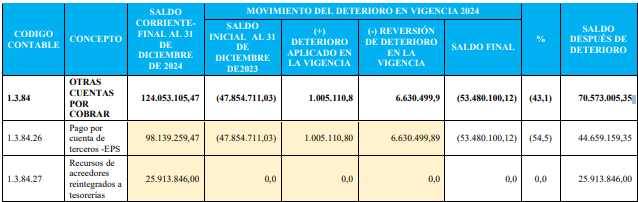 CODIGO CONTABLE CONCEPTO SALDO CORRIENTE- FINAL AL 31 DE DICIEMBRE DE 2024 MOVIMIENTO DEL DETERIORO EN VIGENCIA 2024 (%) SALDO DESPUÉS DE DETERIORO
SALDO INICIAL AL 31 DE DICIEMBRE DE2023 (+) DETERIORO APLICADO EN LA VIGENCIA (-) REVERSIÓN DE DETERIORO EN LA VIGENCIA SALDO FINAL
1.3.84 OTRAS CUENTAS POR COBRAR 124.053.105,47 (47.854.711,03) 1.005.110,8 6.630.499,9 (53.480.100,12) (43,1) 70.573.005,35
1.3.84.26 Pago por cuenta de terceros -EPS 98.139.259,47 (47.854.711,03) 1.005.110,80 6.630.499,89 (53.480.100,12) (54,5) 44.659.159,35
1.3.84.27 Recursos de acreedores reintegrados a tesorerías 25.913.846,00 0,0 0,0 0,0 0,0 0,0 25.913.846,00